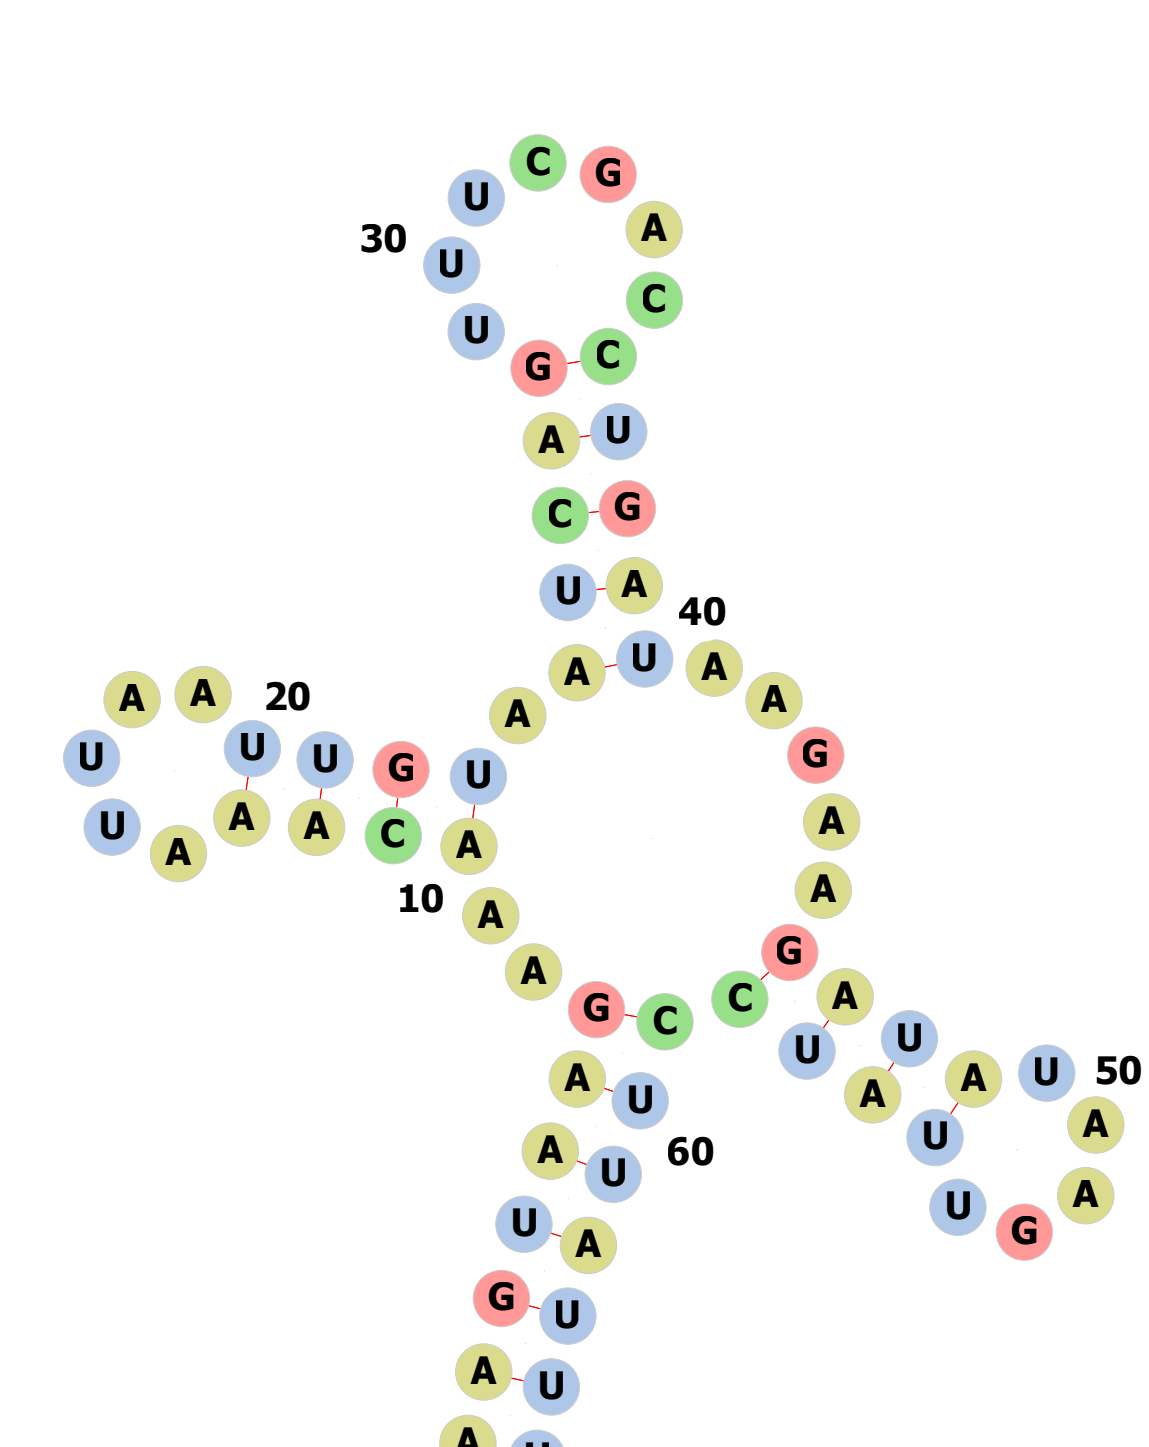 C G
U A
30 U C
U G C
A U
C G
U A
40
A U A A
A A 20 A G
U U U G U A
U A A A C A A
10 A G
A C A
G C U U A U 50
A U A A
A U 60 U A
U A U G
G U
A U
A U